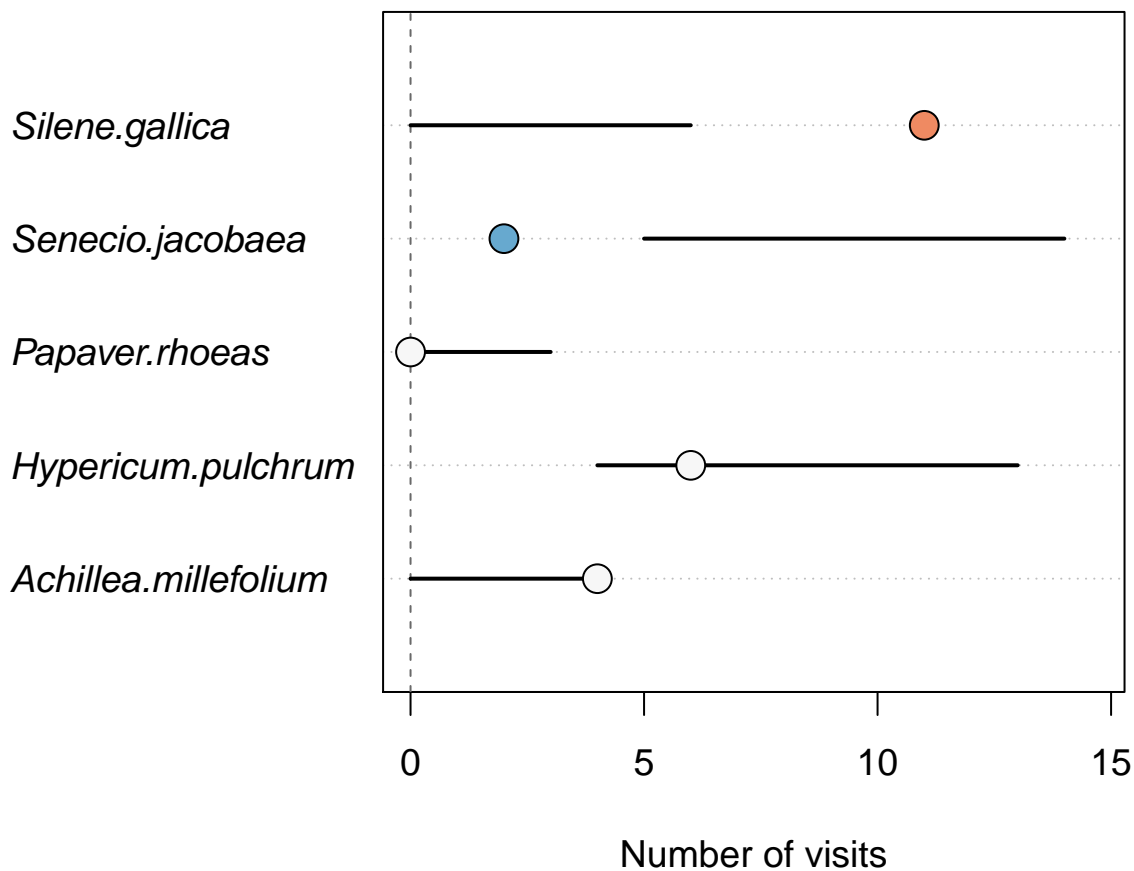 Silene.gallica
Senecio.jacobaea
Papaver.rhoeas
Hypericum.pulchrum
Achillea.millefolium
0 5 10 15
Number of visits